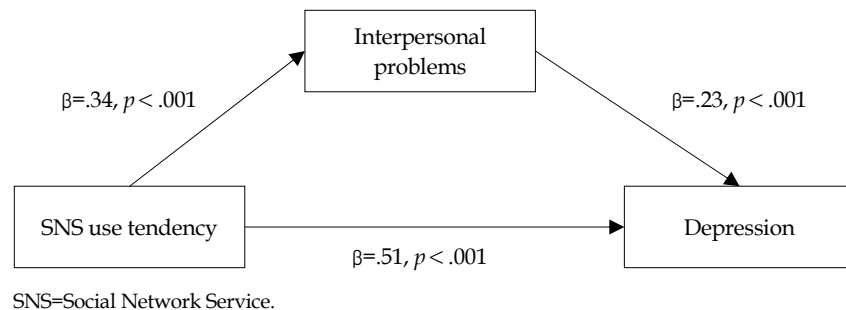 Interpersonal
problems
β=.34, p< .001
β=.23, p< .001
SNS use tendency
Depression
β=.51, p< .001
SNS=Social Network Service.